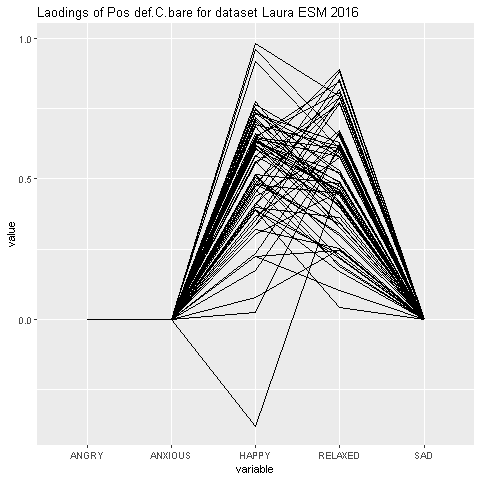 Laodings of Pos def.C.bare for dataset Laura ESM 2016
1.0
0.5
0.0
value
ANGRY ANXIOUS HAPPY RELAXED SAD
variable